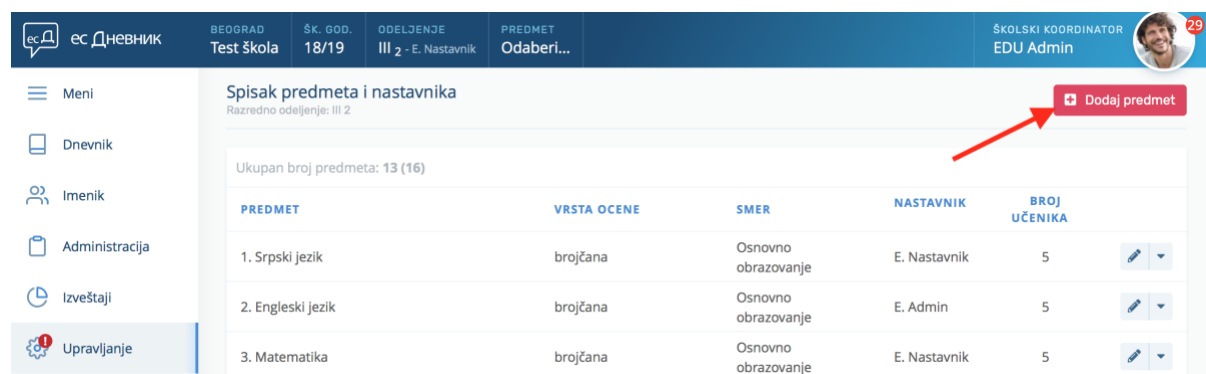 ес Д ес Дневник
BEOGRAD ŠK. GOD. ODELJENJE PREDMET ŠKOLSKI KOORDINATOR 29
Test škola 18/19 III 2 - E. Nastavnik Odaberi... EDU Admin
Meni
Dnevnik
Imenik
Administracija
Izveštaji
Upravljanje
Spisak predmeta i nastavnika
Razredno odeljenje: III 2
Dodaj predmet
Ukupan broj predmeta: 13 (16)
PREDMET VRSTA OCENE SMER NASTAVNIK BROJ
UČENIKA
1. Srpski jezik brojčana Osnovno
obrazovanje E. Nastavnik 5
2. Engleski jezik brojčana Osnovno
obrazovanje E. Admin 5
3. Matematika brojčana Osnovno
obrazovanje E. Nastavnik 5